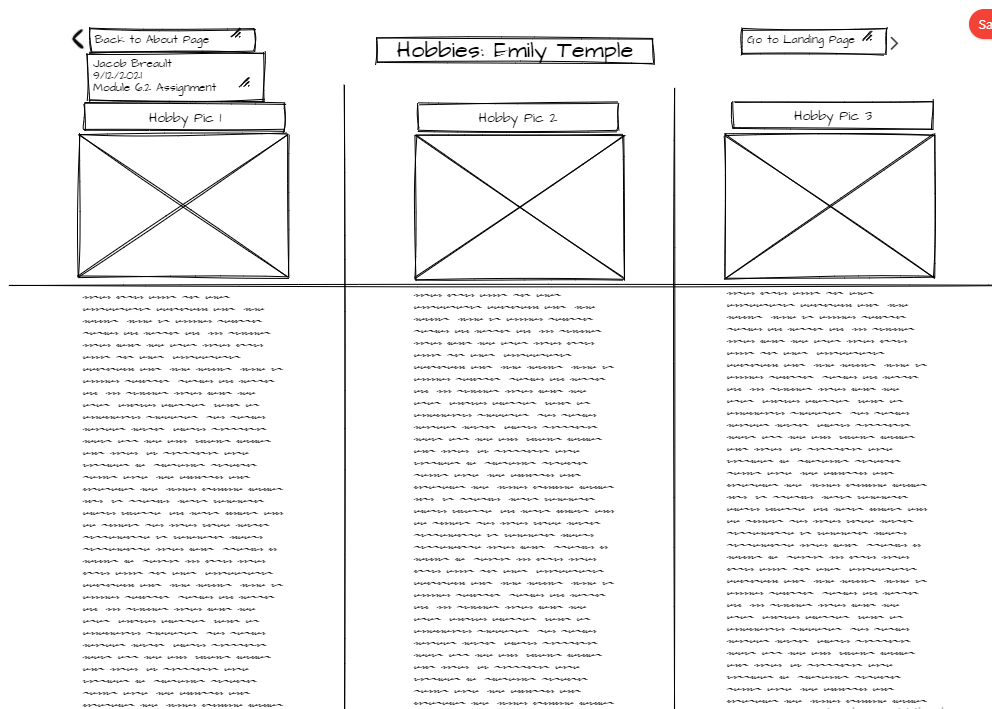 Back to About Page
Hobbies: Emily Temple
Go to Landing Page
Sa
Jacob Breault
9/12/2021
Module 6.2 Assignment
Hobby Pic 1
Hobby Pic 2
Hobby Pic 3